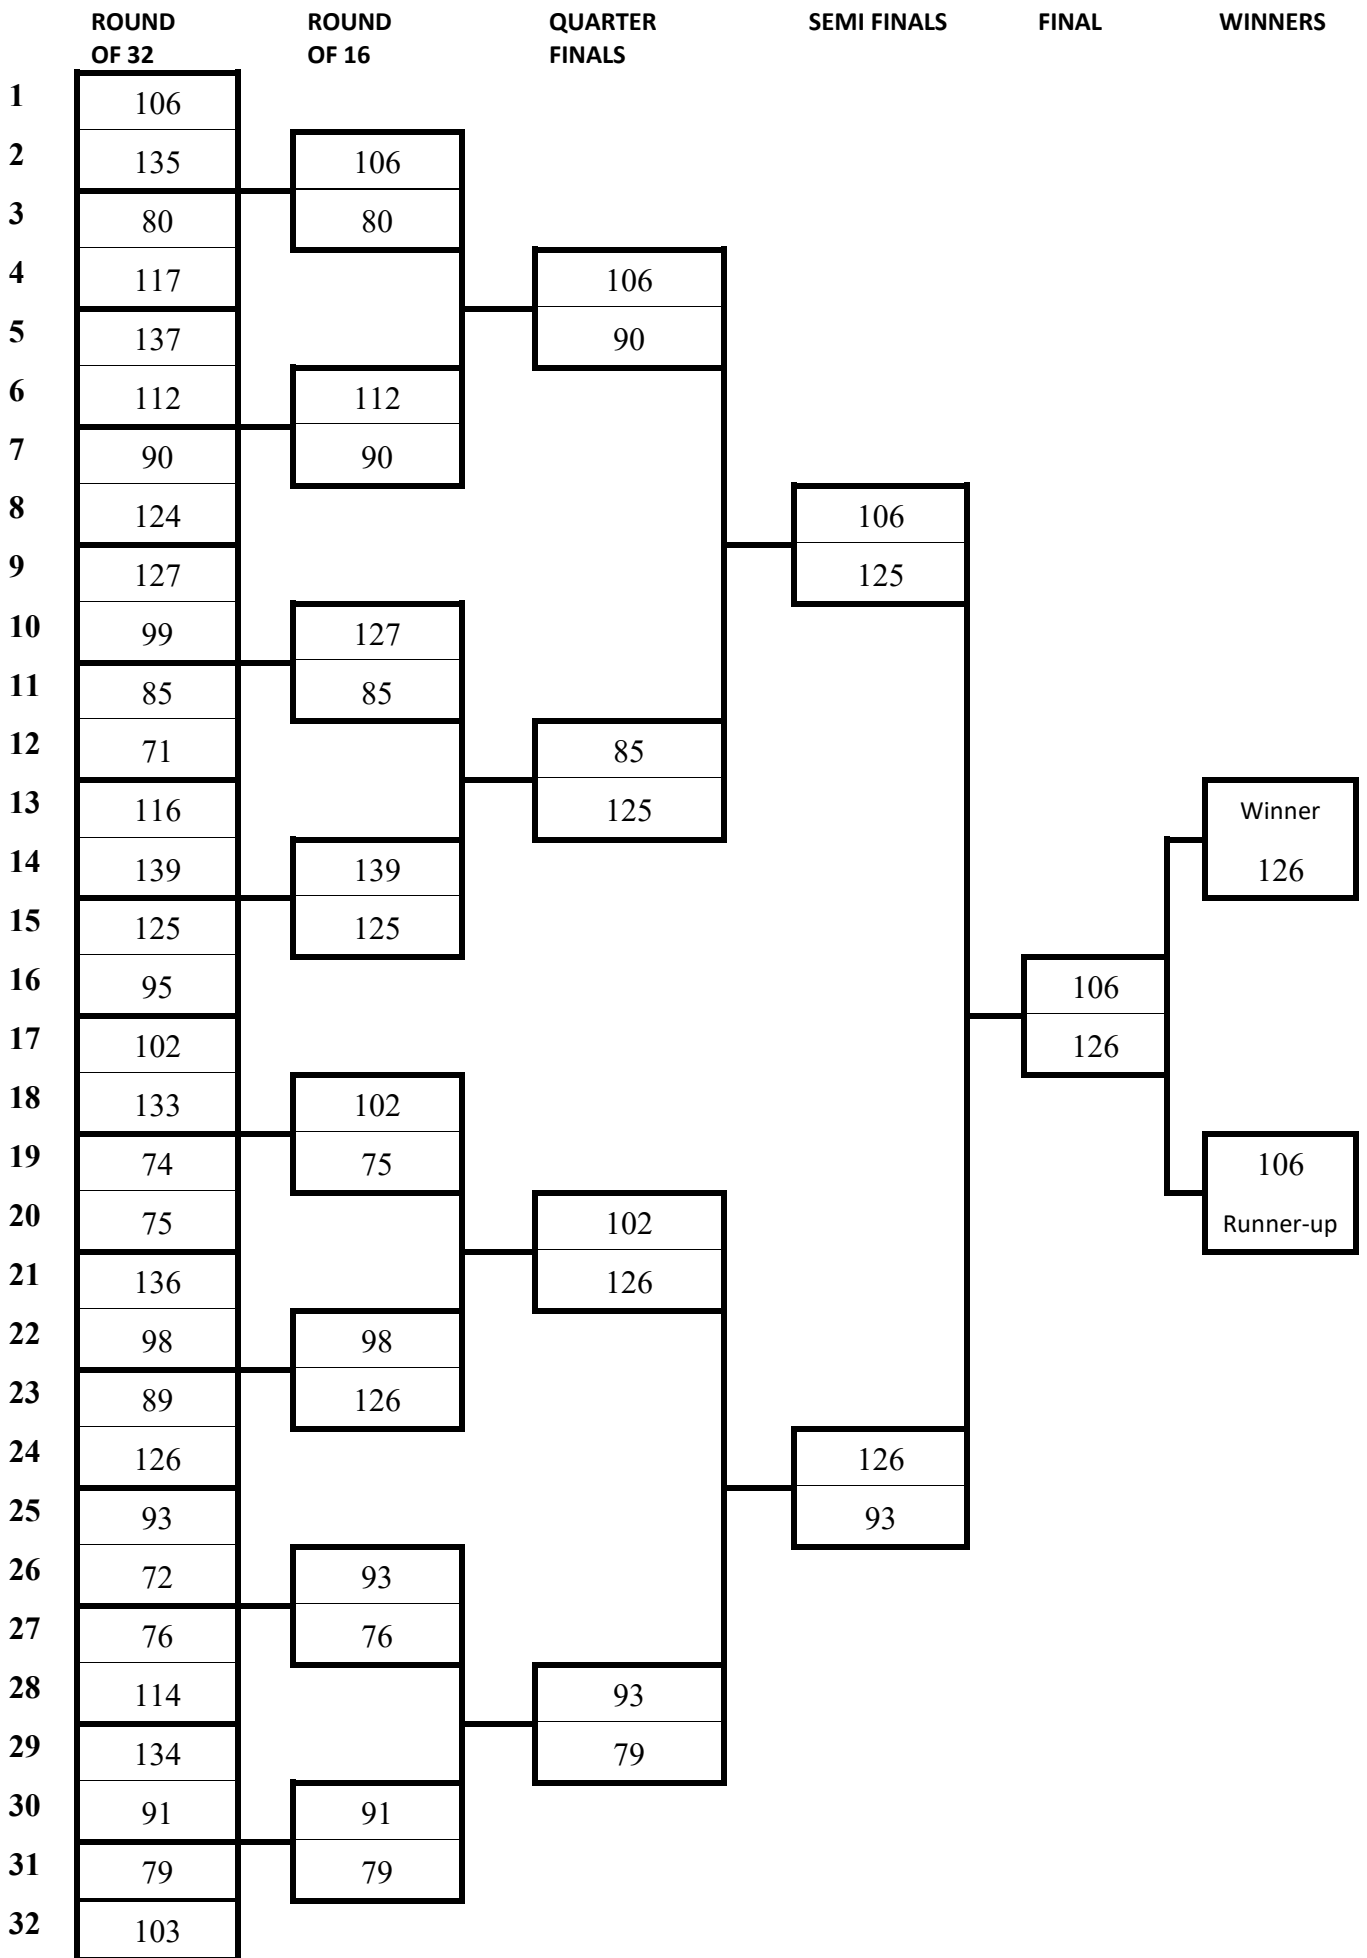 ROUND OF 32
ROUND OF 16
QUARTER FINALS
SEMI FINALS
FINAL
WINNERS
1 106
2 135 106
3 80 80
4 117 106
5 137 90
6 112 112
7 90 90
8 124 106
9 127 125
10 99 127
11 85 85
12 71 85
13 116 125 Winner
14 139 139 126
15 125 125
16 95 106
17 102 126
18 133 102
19 74 75 106
20 75 102 Runner-up
21 136 126
22 98 98
23 89 126
24 126 126
25 93 93
26 72 93
27 76 76
28 114 93
29 134 79
30 91 91
31 79 79
32 103